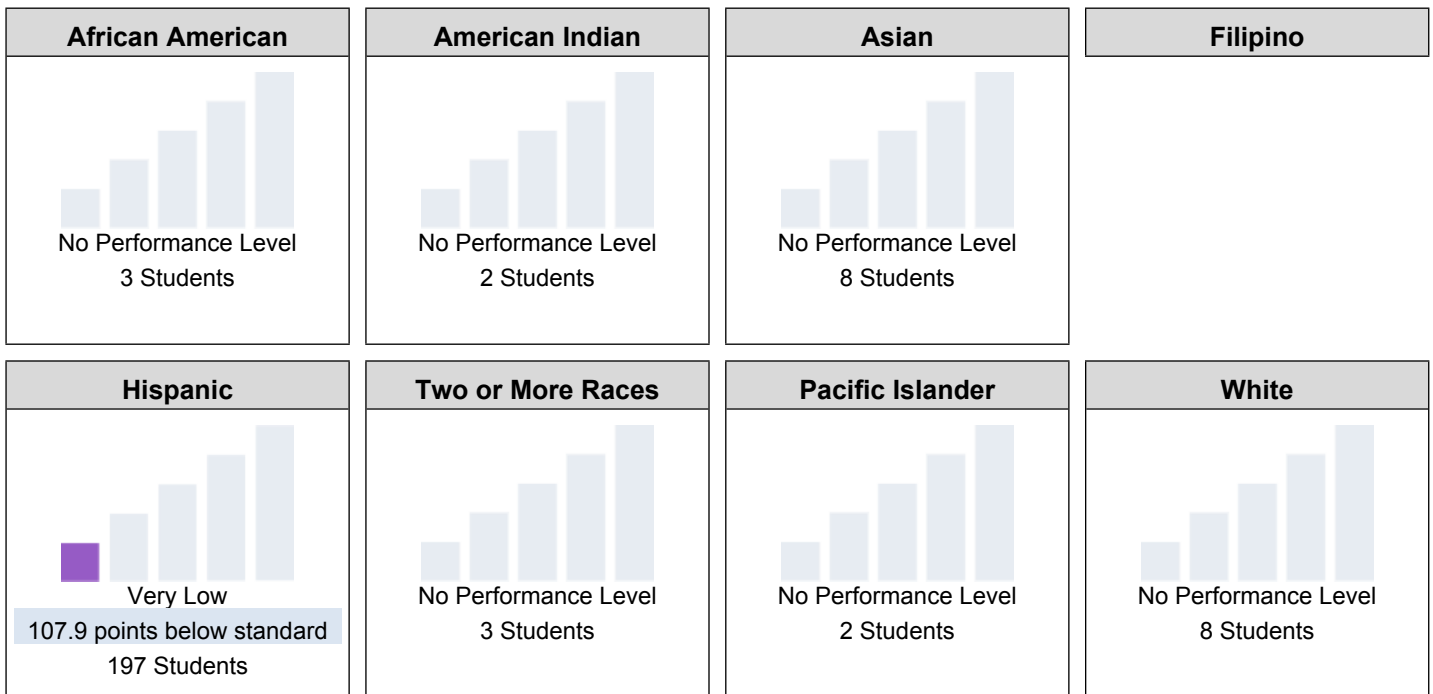 African American
No Performance Level
3 Students
American Indian
No Performance Level
2 Students
Asian
No Performance Level
8 Students
Filipino
Hispanic
Very Low
107.9 points below standard
197 Students
Two or More Races
No Performance Level
3 Students
Pacific Islander
No Performance Level
2 Students
White
No Performance Level
8 Students